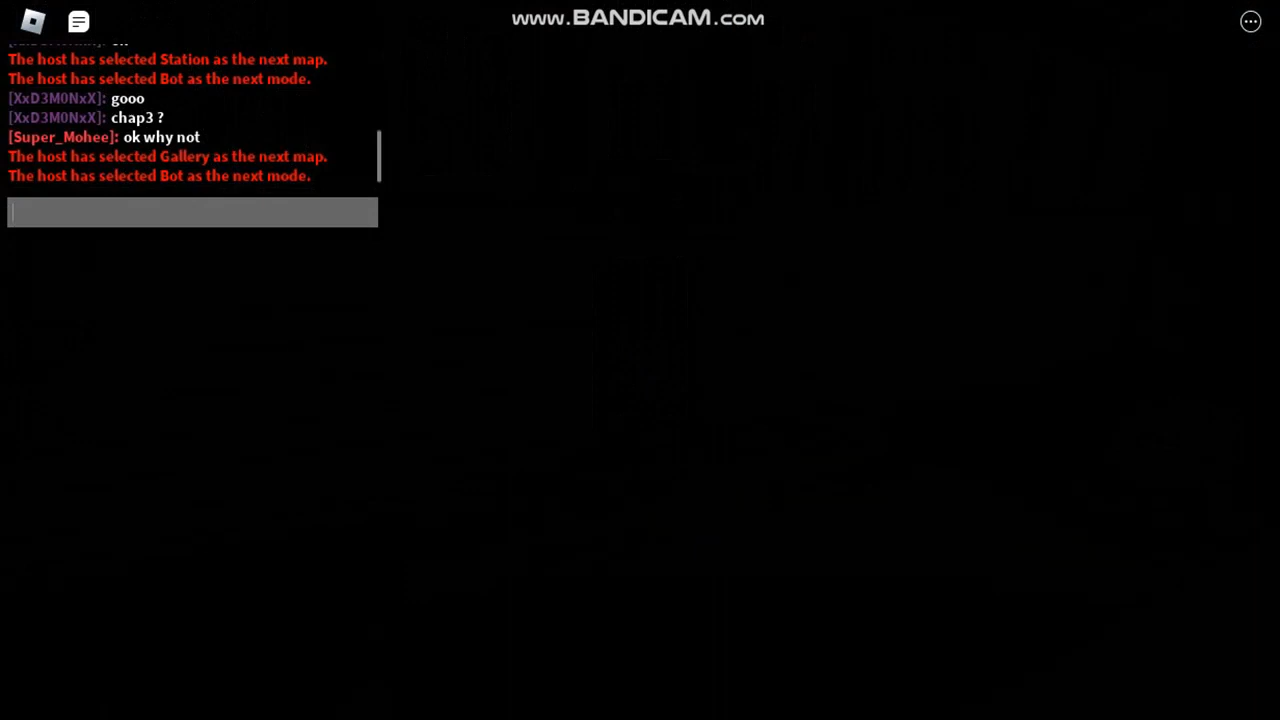 www.BANDICAM.com
The host has selected Station as the next map.
The host has selected Bot as the next mode.
[XxD3M0NxX]: gooo
[XxD3M0NxX]: chap3 ?
[Super_Mohee]: ok why not
The host has selected Gallery as the next map.
The host has selected Bot as the next mode.